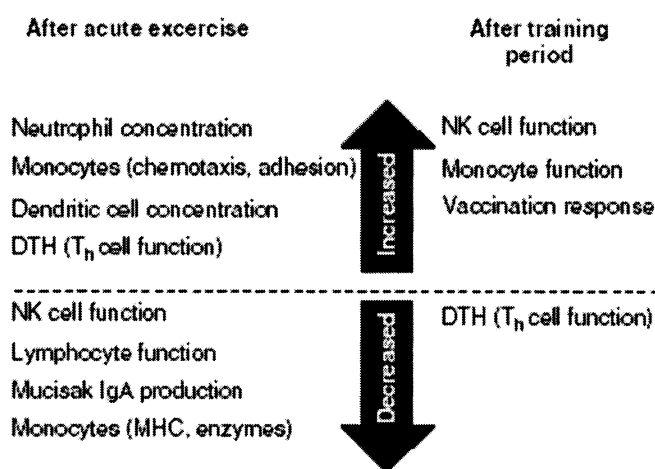 After acute excercise
After training
period
Neutrophil concentration
Monocytes (chemotaxis, adhesion)
Dendritic cell concentration
DTH (Th cell function)
Increased
NK cell function
Monocyte function
Vaccination response
NK cell function
Lymphocyte function
Mucisak IgA production
Monocytes (MHC, enzymes)
Decreased
DTH (Th cell function)